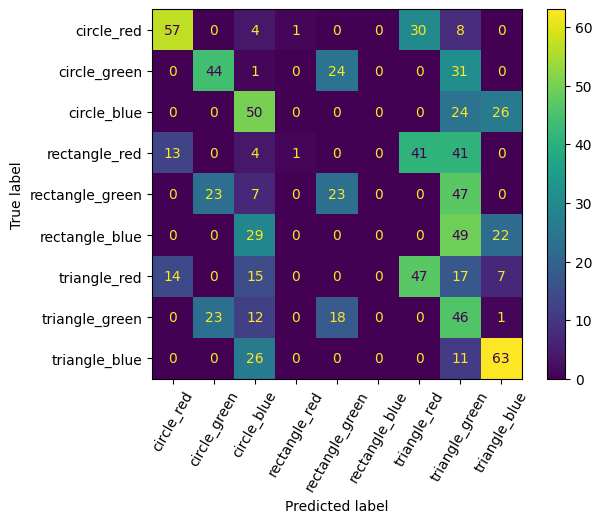 True label
circle_red 57 0 4 1 0 0 30 8 0
circle_green 0 44 1 0 24 0 0 31 0
circle_blue 0 0 50 0 0 0 0 24 26
rectangle_red 13 0 4 1 0 0 41 41 0
rectangle_green 0 23 7 0 23 0 0 47 0
rectangle_blue 0 0 29 0 0 0 0 49 22
triangle_red 14 0 15 0 0 0 47 17 7
triangle_green 0 23 12 0 18 0 0 46 1
triangle_blue 0 0 26 0 0 0 0 11 63
circle_red circle_green circle_blue rectangle_red rectangle_green rectangle_blue triangle_red triangle_green triangle_blue
Predicted label
60
50
40
30
20
10
0